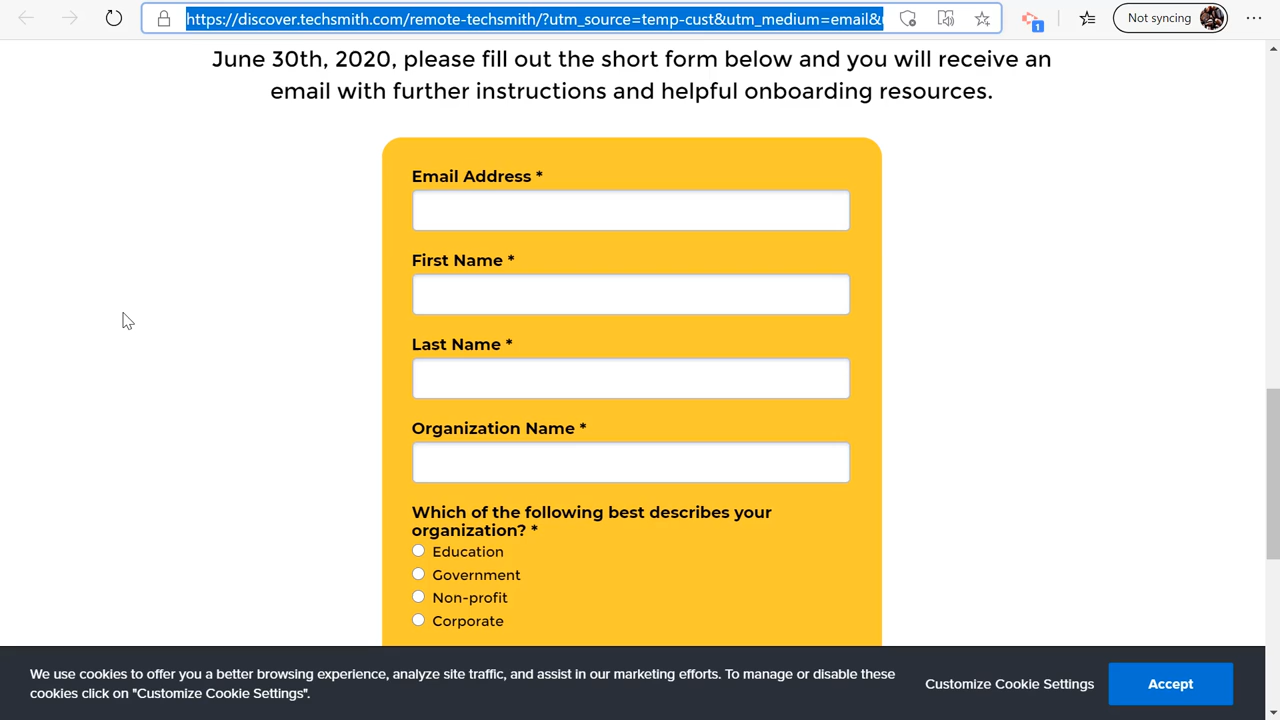 https://discover.techsmith.com/remote-techsmith/?utm_source=temp-cust&utm_medium=email&
1
Not syncing
June 30th, 2020, please fill out the short form below and you will receive an
email with further instructions and helpful onboarding resources.
Email Address *
First Name *
Last Name *
Organization Name *
Which of the following best describes your
organization? *
Education
Government
Non-profit
Corporate
We use cookies to offer you a better browsing experience, analyze site traffic, and assist in our marketing efforts. To manage or disable these
cookies click on "Customize Cookie Settings".
Customize Cookie Settings
Accept